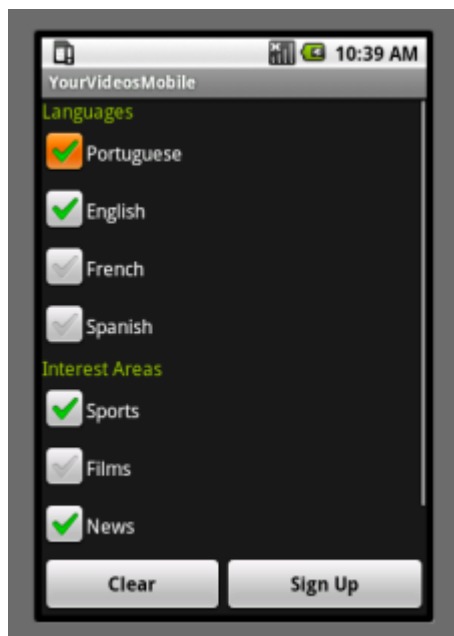 10:39 AM
YourVideosMobile
Languages
Portuguese
English
French
Spanish
Interest Areas
Sports
Films
News
Clear Sign Up